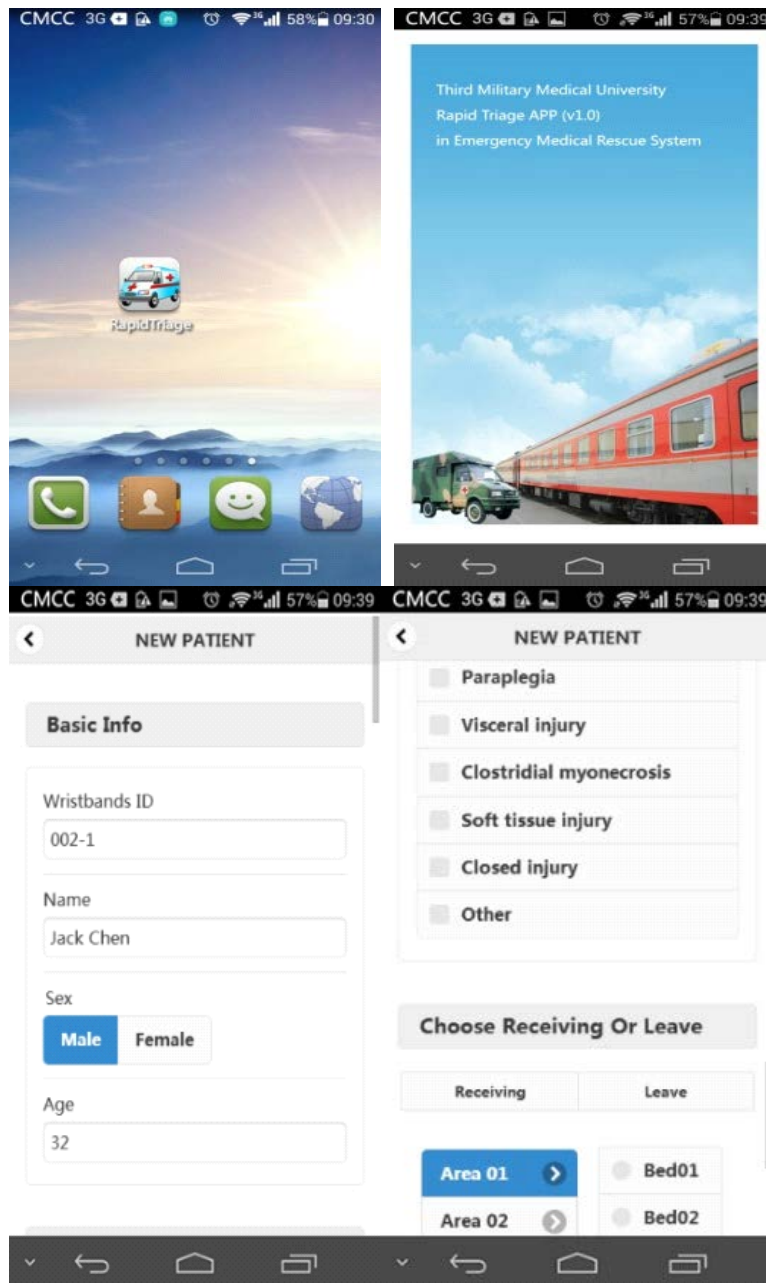 CMCC 3G 3G 58% 09:30
RapidTriage
CMCC 3G 3G 57% 09:39
Third Military Medical University
Rapid Triage APP (v1.0)
in Emergency Medical Rescue System
CMCC 3G 3G 57% 09:39
NEW PATIENT
Basic Info
Wristbands ID
002-1
Name
Jack Chen
Sex
Male Female
Age
32
CMCC 3G 3G 57% 09:39
NEW PATIENT
Paraplegia
Visceral injury
Clostridial myonecrosis
Soft tissue injury
Closed injury
Other
Choose Receiving Or Leave
Receiving Leave
Area 01 Bed01
Area 02 Bed02